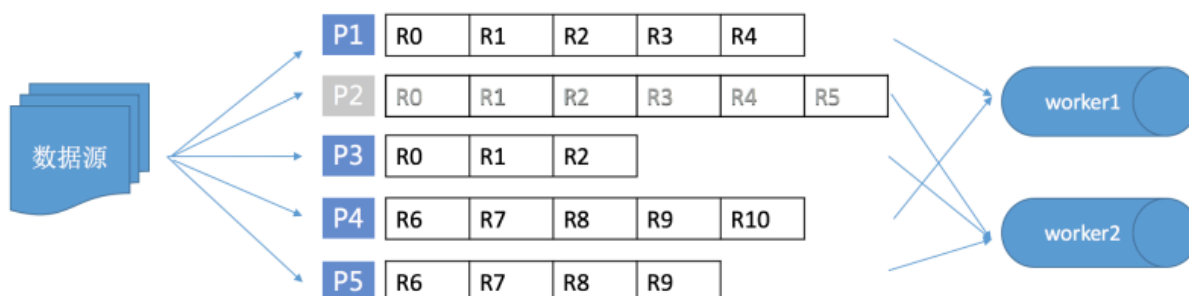 P1 R0 R1 R2 R3 R4
P2 R0 R1 R2 R3 R4 R5
数据源
P3 R0 R1 R2
P4 R6 R7 R8 R9 R10
P5 R6 R7 R8 R9
worker1
worker2